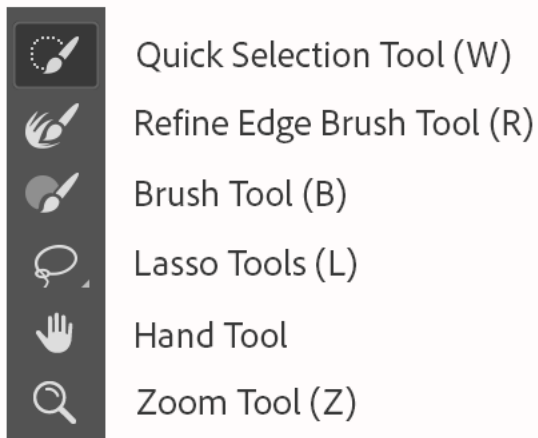 Quick Selection Tool (W)
Refine Edge Brush Tool (R)
Brush Tool (B)
Lasso Tools (L)
Hand Tool
Zoom Tool (Z)